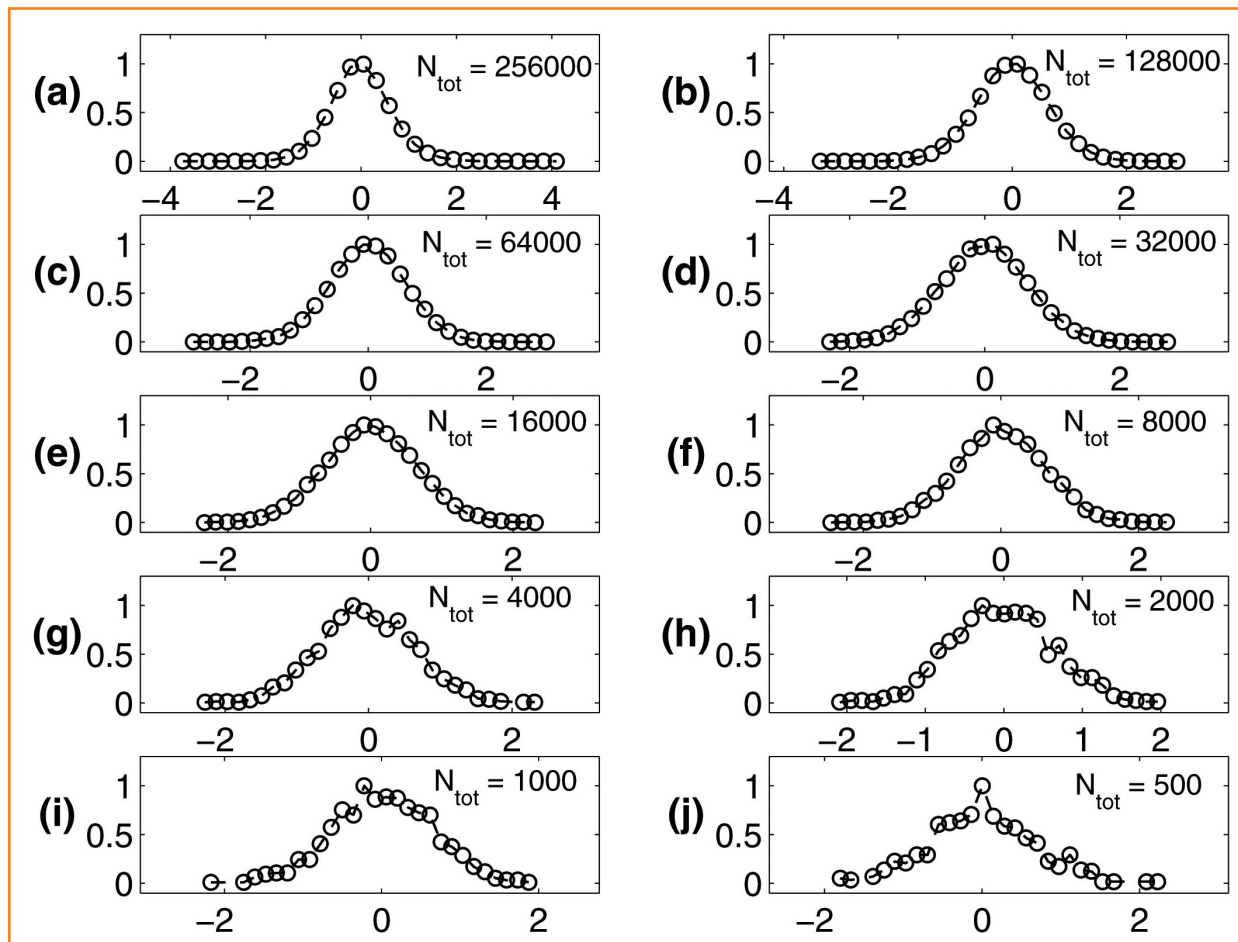 (a)
1
0.5
0
N_tot = 256000
−4 −2 0 2 4
(b)
1
0.5
0
N_tot = 128000
−4 −2 0 2
(c)
1
0.5
0
N_tot = 64000
−2 0 2
(d)
1
0.5
0
N_tot = 32000
−2 0 2
(e)
1
0.5
0
N_tot = 16000
−2 0 2
(f)
1
0.5
0
N_tot = 8000
−2 0 2
(g)
1
0.5
0
N_tot = 4000
−2 0 2
(h)
1
0.5
0
N_tot = 2000
−2 −1 0 1 2
(i)
1
0.5
0
N_tot = 1000
−2 0 2
(j)
1
0.5
0
N_tot = 500
−2 0 2